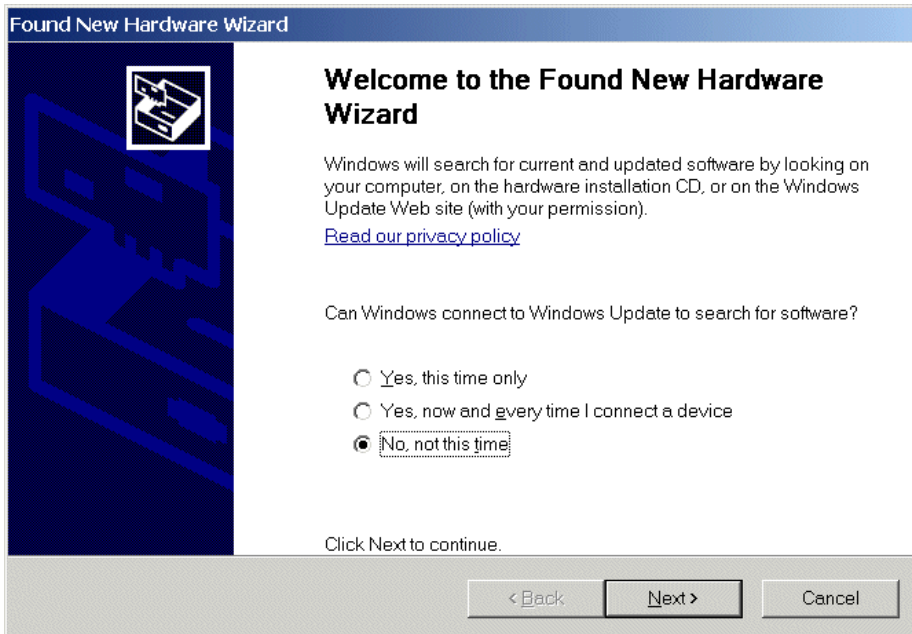 Found New Hardware Wizard
Welcome to the Found New Hardware
Wizard
Windows will search for current and updated software by looking on
your computer, on the hardware installation CD, or on the Windows
Update Web site (with your permission).
Read our privacy policy
Can Windows connect to Windows Update to search for software?
Yes, this time only
Yes, now and every time I connect a device
No, not this time
Click Next to continue.
< Back
Next >
Cancel